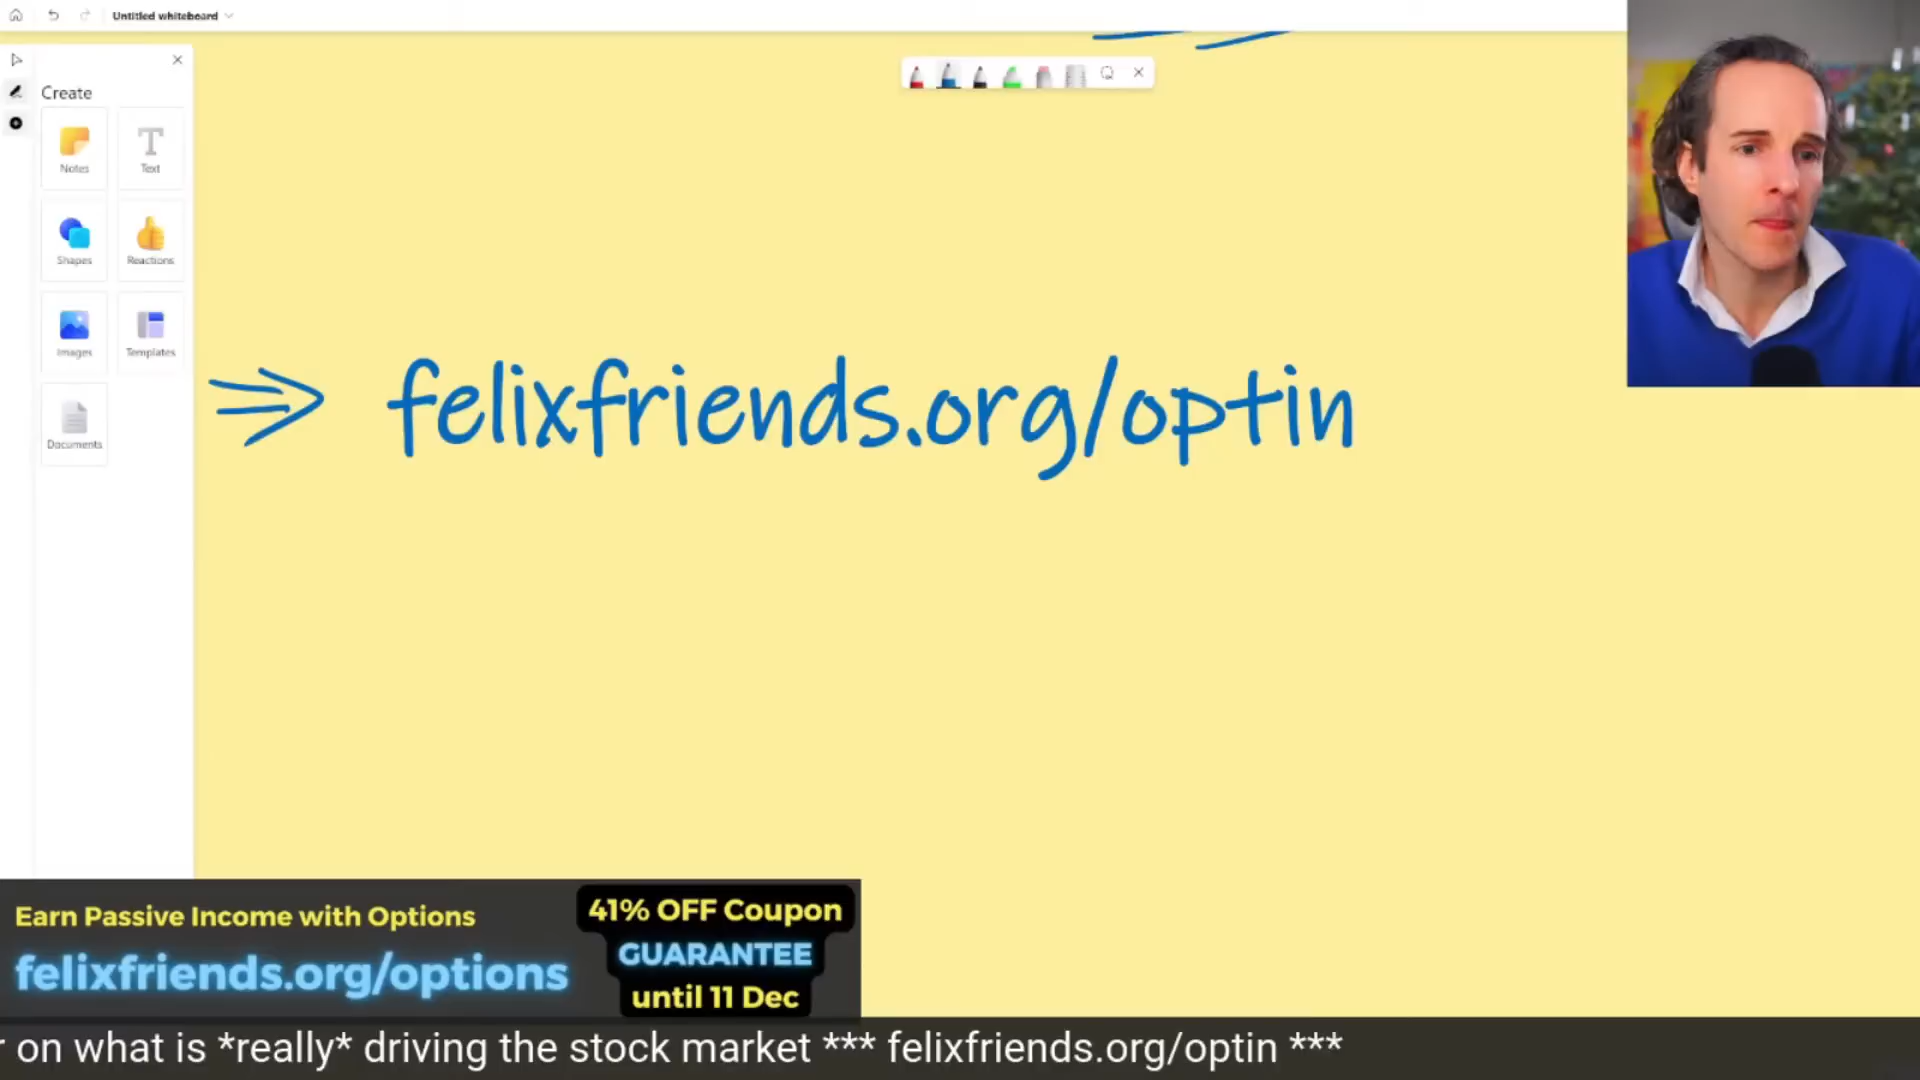 Untitled whiteboard
Create
Notes
Text
Shapes
Reactions
Images
Templates
Documents
felixfriends.org/optin
Earn Passive Income with Options
felixfriends.org/options
41% OFF Coupon
GUARANTEE
until 11 Dec
on what is *really* driving the stock market *** felixfriends.org/optin ***